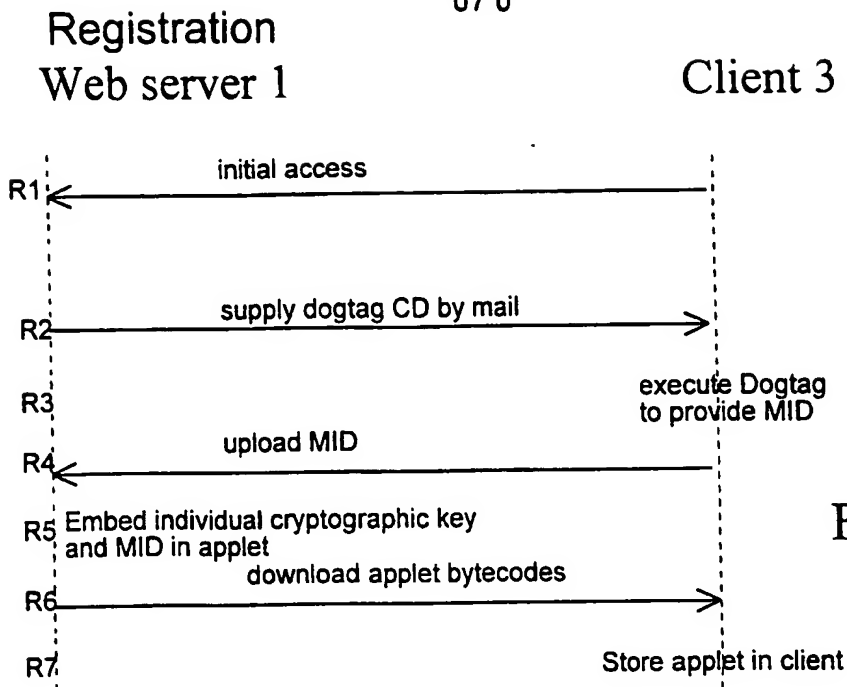 Registration
Web server 1
Client 3
R1
initial access
R2
supply dogtag CD by mail
R3
execute Dogtag
to provide MID
R4
upload MID
R5
Embed individual cryptographic key
and MID in applet
R6
download applet bytecodes
R7
Store applet in client